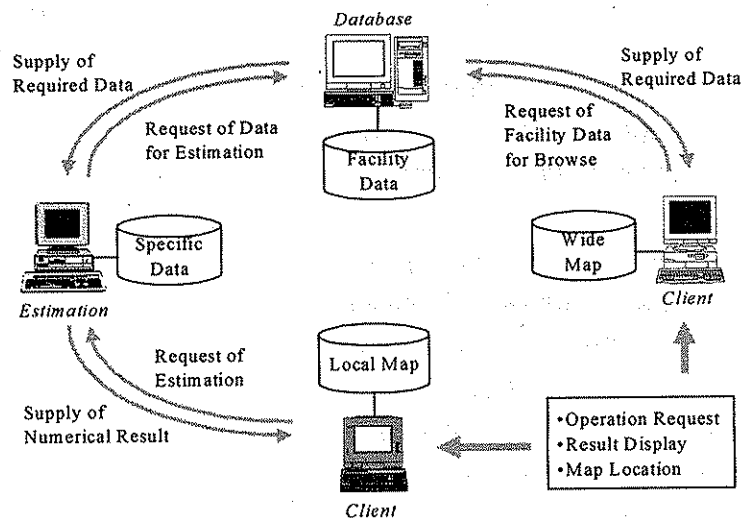 Database
Supply of
Required Data
Request of Data
for Estimation
Facility
Data
Supply of
Required Data
Request of
Facility Data
for Browse
Specific
Data
Estimation
Wide
Map
Client
Request of
Estimation
Supply of
Numerical Result
Local Map
Client
•Operation Request
•Result Display
•Map Location